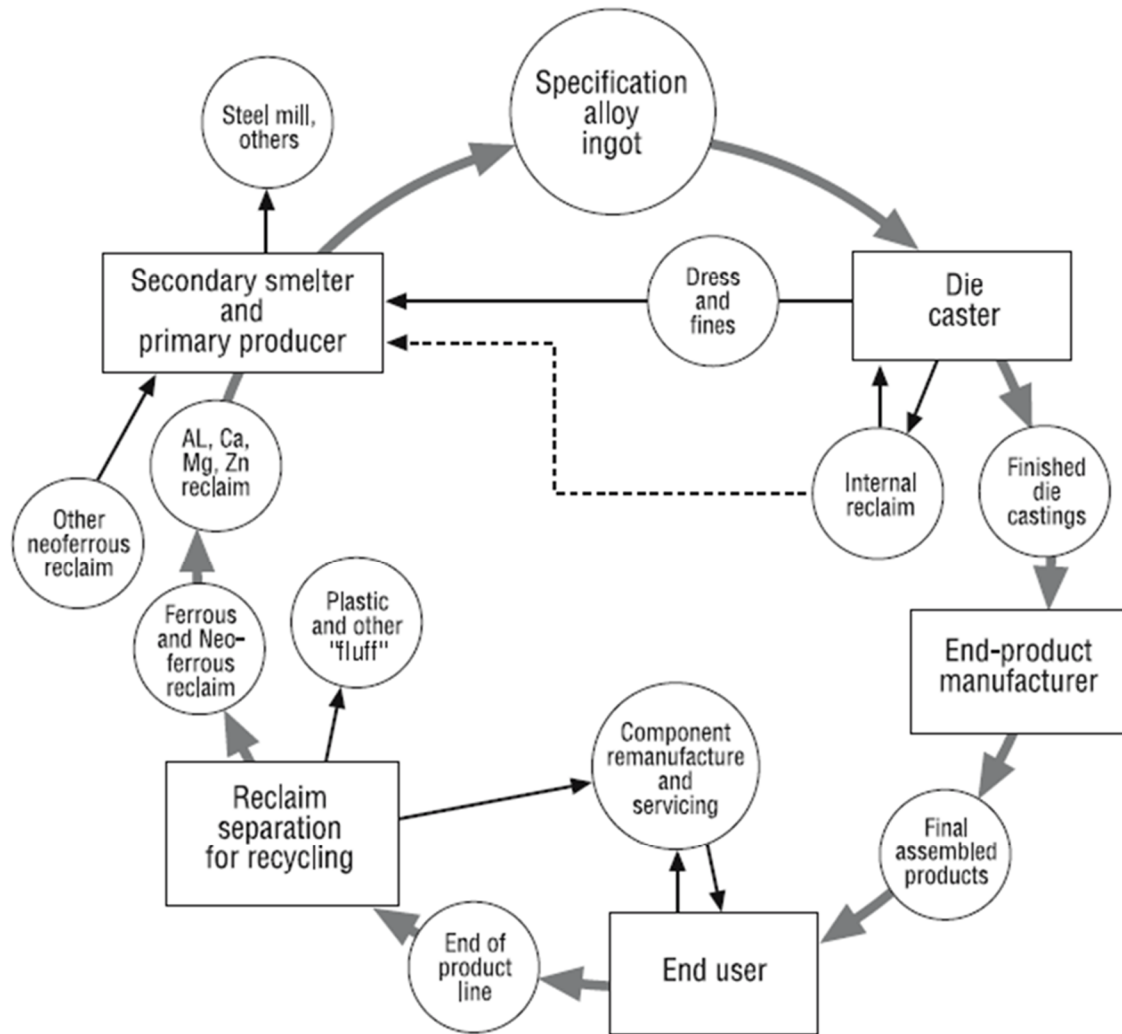 Specification
alloy
ingot
Steel mill,
others
Secondary smelter
and
primary producer
Dress
and
fines
Die
caster
AL, Ca,
Mg, Zn
reclaim
Other
neoferrous
reclaim
Internal
reclaim
Finished
die
castings
Ferrous
and Neo-
ferrous
reclaim
Plastic
and other
"fluff"
End-product
manufacturer
Component
remanufacture
and
servicing
Reclaim
separation
for recycling
Final
assembled
products
End of
product
line
End user